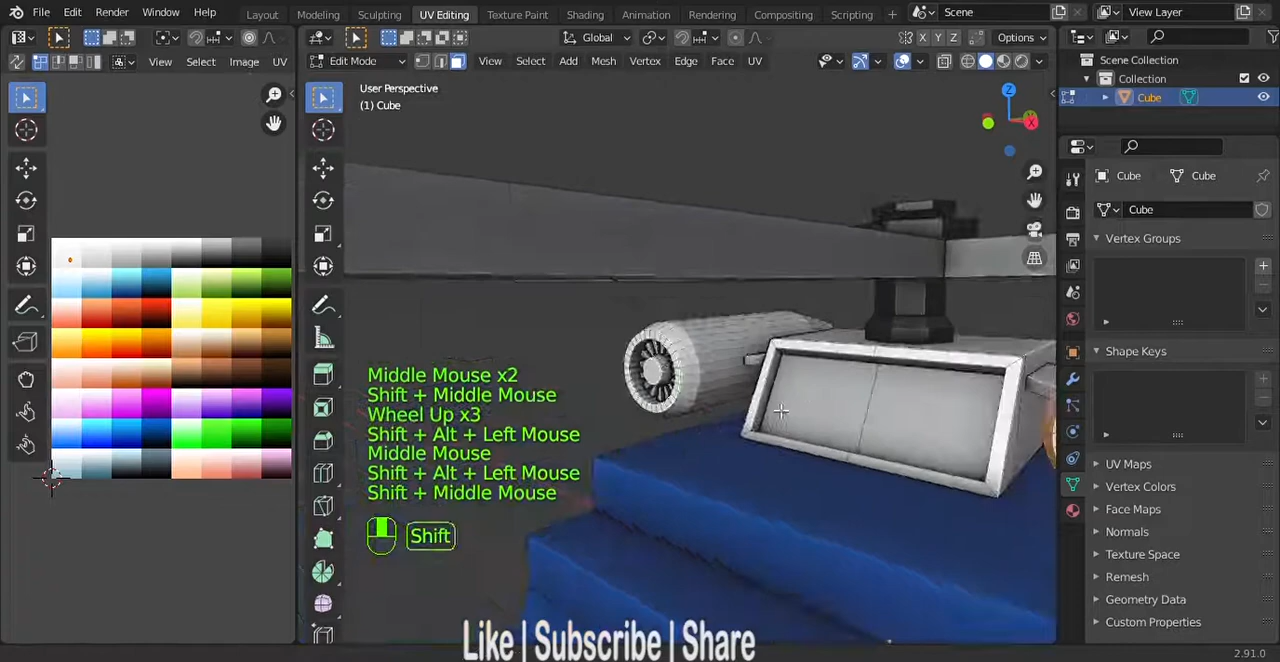 File Edit Render Window Help Layout Modeling Sculpting UV Editing Texture Paint Shading Animation Rendering Compositing Scripting + Scene View Layer
Global X Y Z Options
View Select Image UV Edit Mode View Select Add Mesh Vertex Edge Face UV
User Perspective
(1) Cube
Z
X
Scene Collection
Collection
Cube
Cube Cube
Cube
Vertex Groups
Shape Keys
UV Maps
Vertex Colors
Face Maps
Normals
Texture Space
Remesh
Geometry Data
Custom Properties
Middle Mouse x2
Shift + Middle Mouse
Wheel Up x3
Shift + Alt + Left Mouse
Middle Mouse
Shift + Alt + Left Mouse
Shift + Middle Mouse
Shift
Like | Subscribe | Share
2.91.0